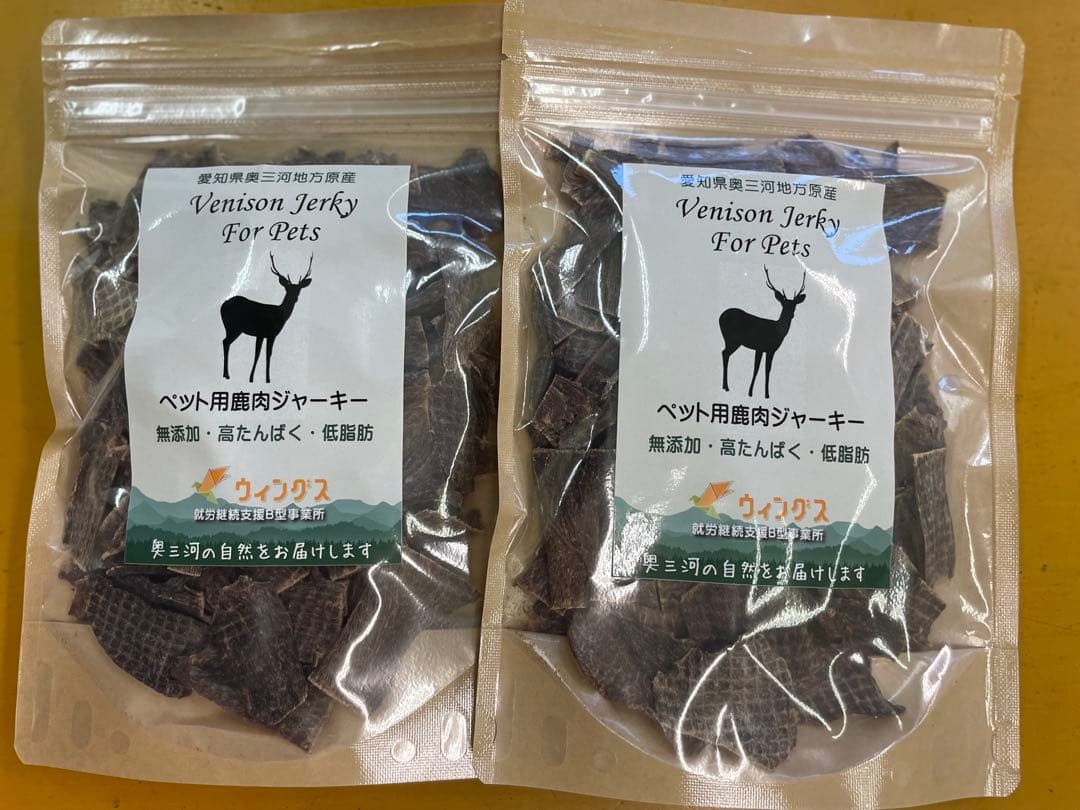 愛知県奥三河地方原産
Venison Jerky
For Pets
ペット用鹿肉ジャーキー
無添加・高たんぱく・低脂肪
ウィングス
就労継続支援B型事業所
奥三河の自然をお届けします
愛知県奥三河地方原産
Venison Jerky
For Pets
ペット用鹿肉ジャーキー
無添加・高たんぱく・低脂肪
ウィングス
就労継続支援B型事業所
奥三河の自然をお届けします